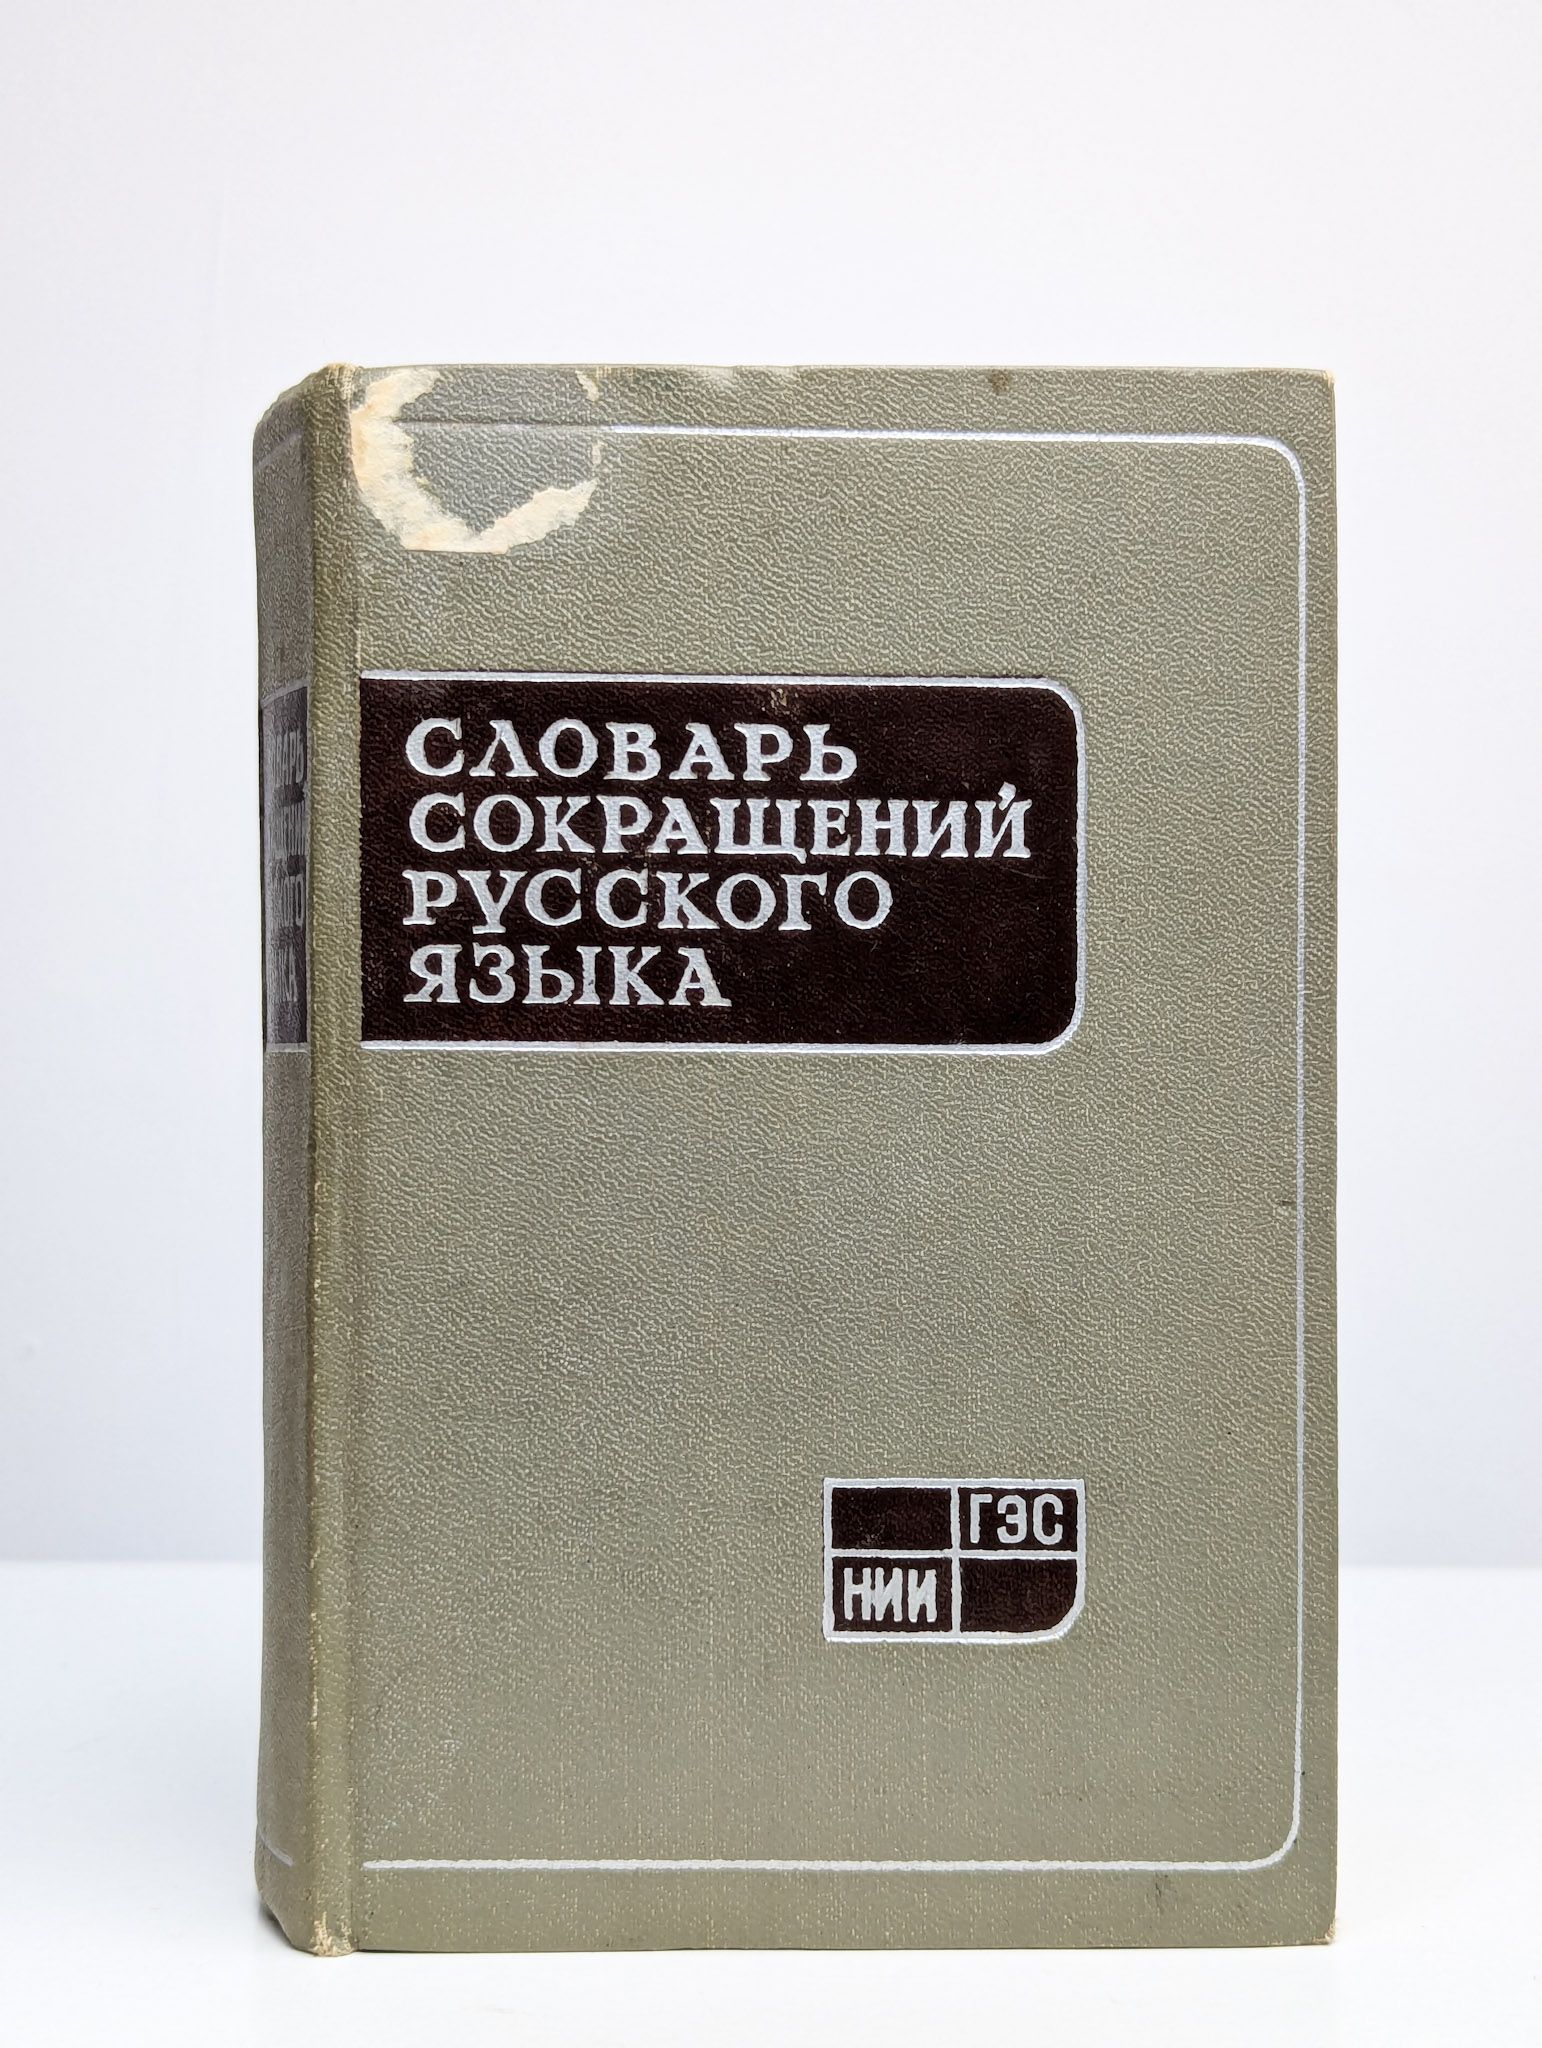 СЛОВАРЬ
СОКРАЩЕНИЙ
РУССКОГО
ЯЗЫКА
ГЭС
НИИ